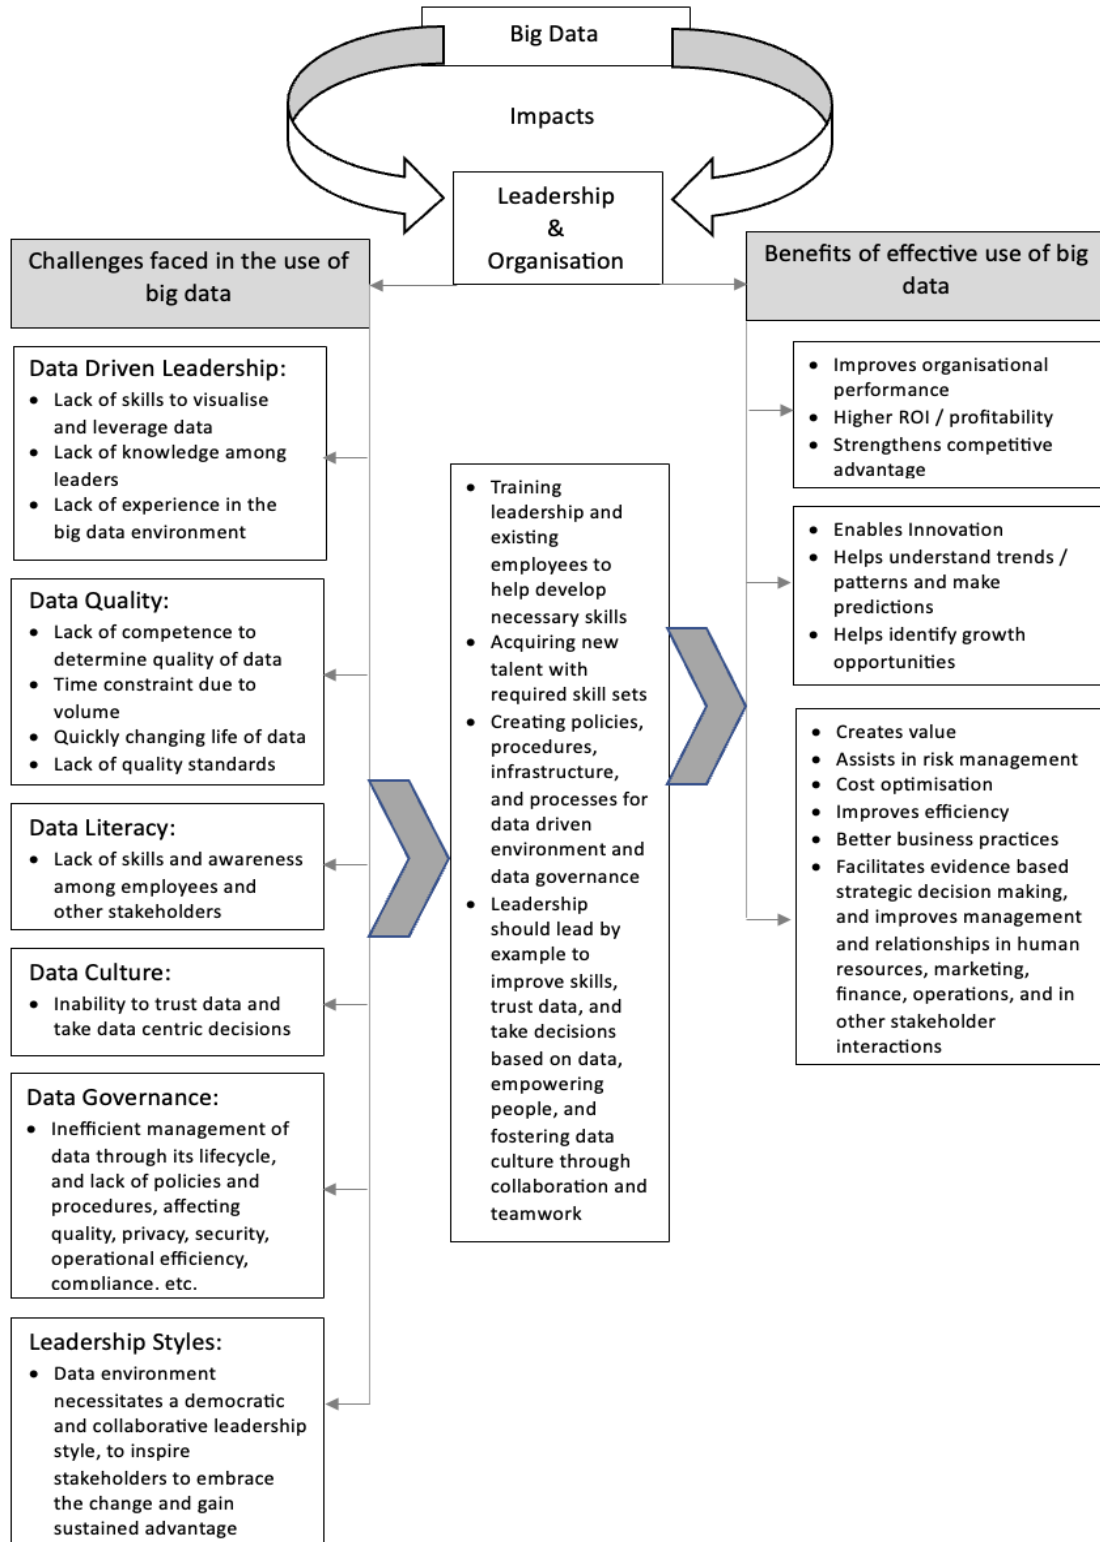 Big Data
Impacts
Leadership
&
Organisation
Challenges faced in the use of
big data
Data Driven Leadership:
• Lack of skills to visualise
and leverage data
• Lack of knowledge among
leaders
• Lack of experience in the
big data environment
Data Quality:
• Lack of competence to
determine quality of data
• Time constraint due to
volume
• Quickly changing life of data
• Lack of quality standards
Data Literacy:
• Lack of skills and awareness
among employees and
other stakeholders
Data Culture:
• Inability to trust data and
take data centric decisions
Data Governance:
• Inefficient management of
data through its lifecycle,
and lack of policies and
procedures, affecting
quality, privacy, security,
operational efficiency,
compliance, etc.
Leadership Styles:
• Data environment
necessitates a democratic
and collaborative leadership
style, to inspire
stakeholders to embrace
the change and gain
sustained advantage
• Training
leadership and
existing
employees to
help develop
necessary skills
• Acquiring new
talent with
required skill sets
• Creating policies,
procedures,
infrastructure,
and processes for
data driven
environment and
data governance
• Leadership
should lead by
example to
improve skills,
trust data, and
take decisions
based on data,
empowering
people, and
fostering data
culture through
collaboration and
teamwork
Benefits of effective use of big
data
• Improves organisational
performance
• Higher ROI / profitability
• Strengthens competitive
advantage
• Enables Innovation
• Helps understand trends /
patterns and make
predictions
• Helps identify growth
opportunities
• Creates value
• Assists in risk management
• Cost optimisation
• Improves efficiency
• Better business practices
• Facilitates evidence based
strategic decision making,
and improves management
and relationships in human
resources, marketing,
finance, operations, and in
other stakeholder
interactions